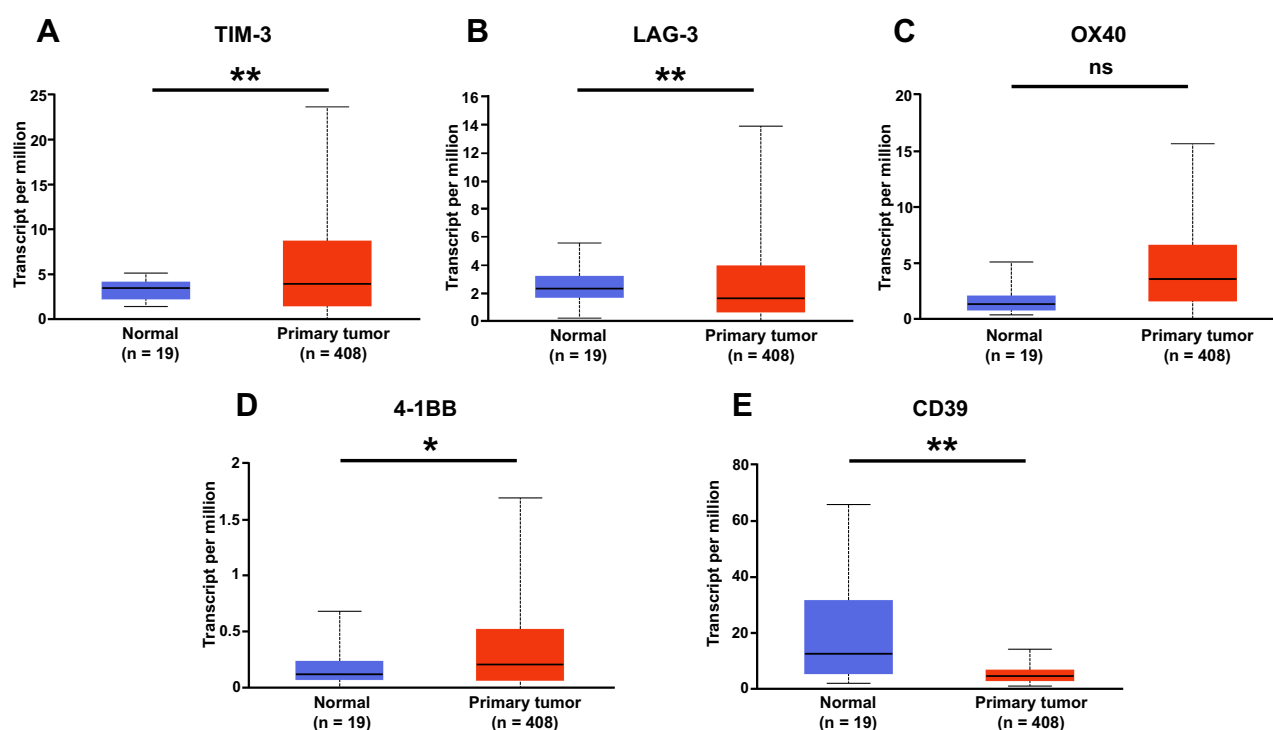 A
TIM-3
**
Transcript per million
25
20
15
10
5
0
Normal
(n = 19)
Primary tumor
(n = 408)
B
LAG-3
**
Transcript per million
16
14
12
10
8
6
4
2
0
Normal
(n = 19)
Primary tumor
(n = 408)
C
OX40
ns
Transcript per million
20
15
10
5
0
Normal
(n = 19)
Primary tumor
(n = 408)
D
4-1BB
*
Transcript per million
2
1.5
1
0.5
0
Normal
(n = 19)
Primary tumor
(n = 408)
E
CD39
**
Transcript per million
80
60
40
20
0
Normal
(n = 19)
Primary tumor
(n = 408)